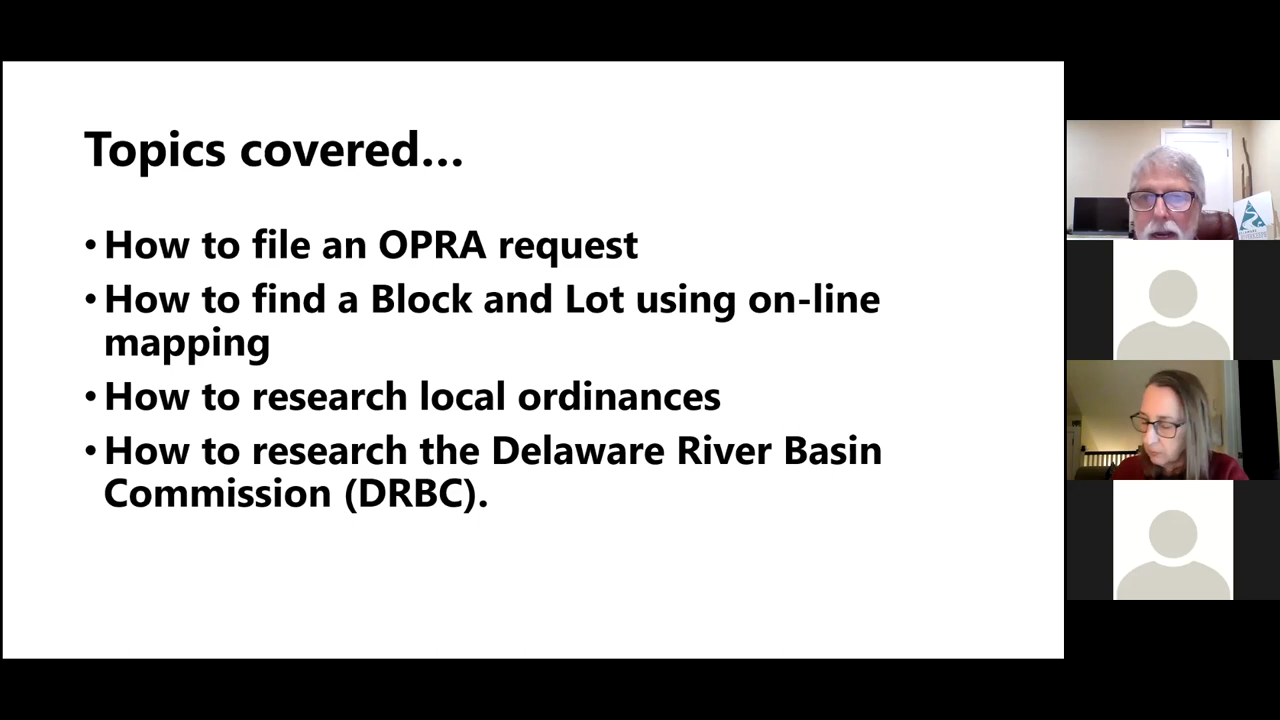 Topics covered...
• How to file an OPRA request
• How to find a Block and Lot using on-line
mapping
• How to research local ordinances
• How to research the Delaware River Basin
Commission (DRBC).